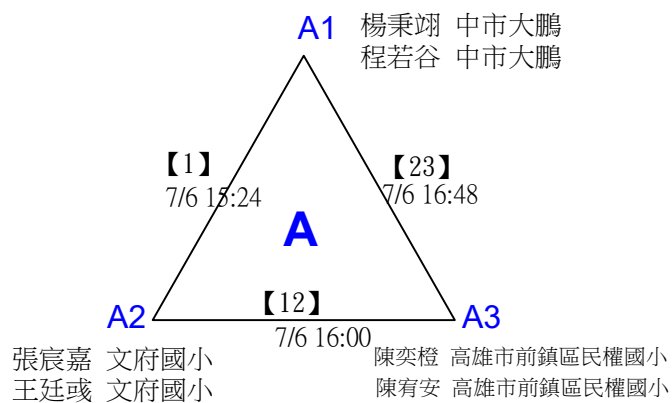 A1 楊秉翊 中市大鵬
程若谷 中市大鵬
【1】 【23】
7/6 15:24 7/6 16:48
A
【12】
A2 A3
7/6 16:00
張宸嘉 文府國小 陳奕橙 高雄市前鎮區民權國小
王廷彧 文府國小 陳宥安 高雄市前鎮區民權國小